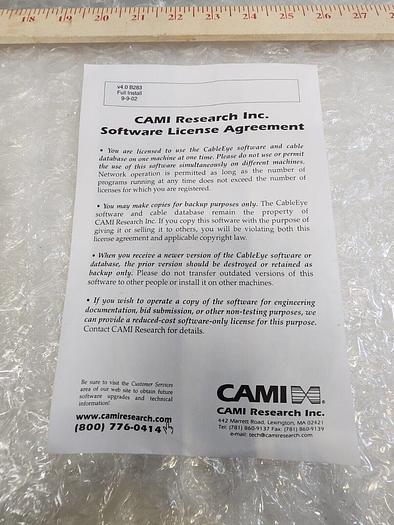 18 19 20 21 22 23 24 25 26 27
v4.0 B283
Full Install
9-9-02
CAMI Research Inc.
Software License Agreement
• You are licensed to use the CableEye software and cable
database on one machine at one time. Please do not use or permit
the use of this software simultaneously on different machines.
Network operation is permitted as long as the number of
programs running at any time does not exceed the number of
licenses for which you are registered.
• You may make copies for backup purposes only. The CableEye
software and cable database remain the property of
CAMI Research Inc. If you copy this software with the purpose of
giving it or selling it to others, you will be violating both this
license agreement and applicable copyright law.
• When you receive a newer version of the CableEye software or
database, the prior version should be destroyed or retained as
backup only. Please do not transfer outdated versions of this
software to other people or install it on other machines.
• If you wish to operate a copy of the software for engineering
documentation, bid submission, or other non-testing purposes, we
can provide a reduced-cost software-only license for this purpose.
Contact CAMI Research for details.
Be sure to visit the Customer Services
area of our web site to obtain future
software upgrades and technical
information!
www.camiresearch.com
(800) 776-0414
CAMI®
CAMI Research Inc.
442 Marrett Road, Lexington, MA 02421
Tel: (781) 860-9137 Fax: (781) 860-9139
e-mail: tech@camiresearch.com